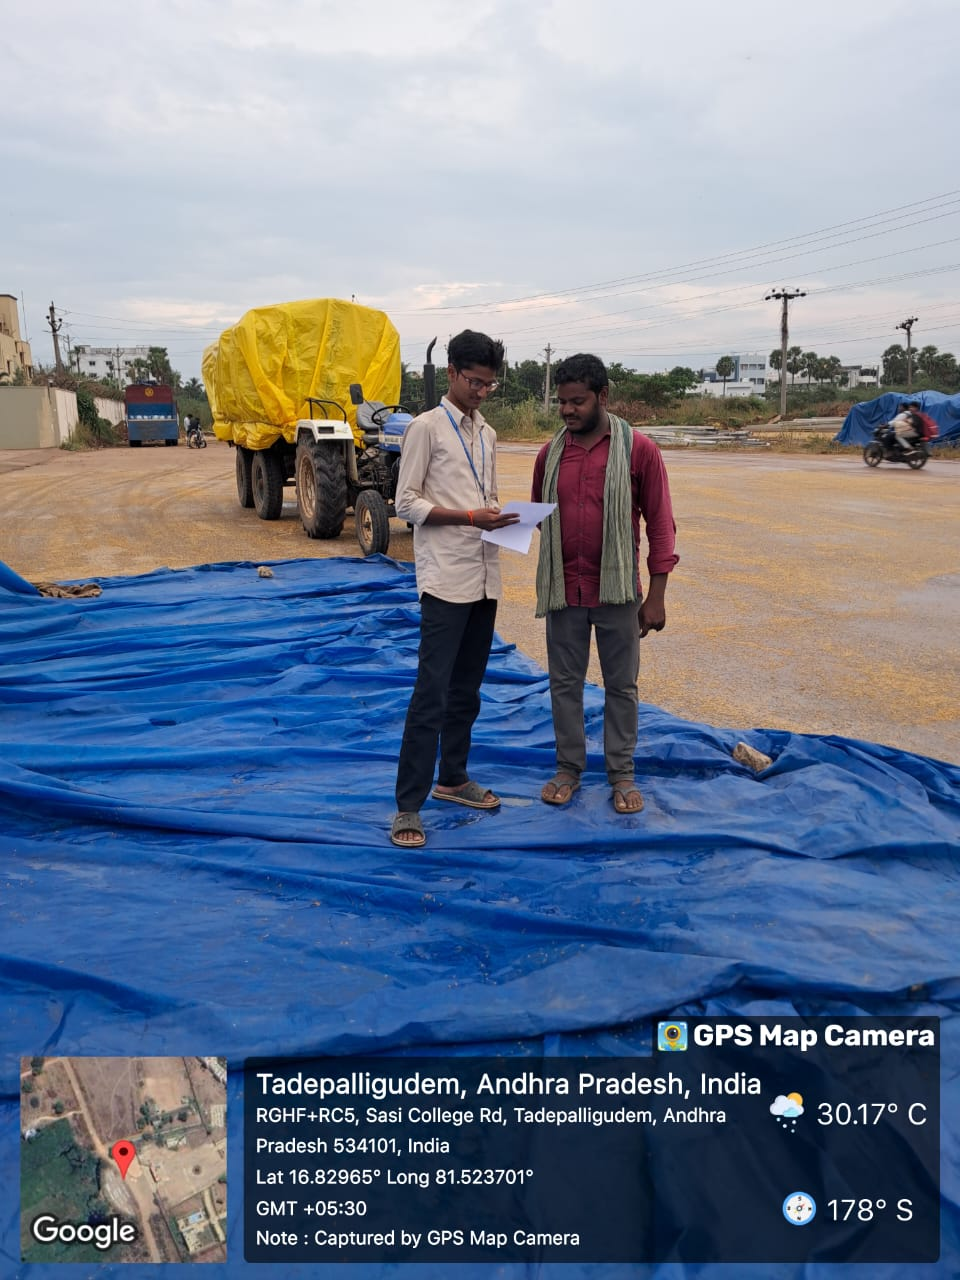 GPS Map Camera
Tadepalligudem, Andhra Pradesh, India
RGHF+RC5, Sasi College Rd, Tadepalligudem, Andhra
Pradesh 534101, India
Lat 16.82965° Long 81.523701°
GMT +05:30
Note : Captured by GPS Map Camera
30.17° C
178° S
Google